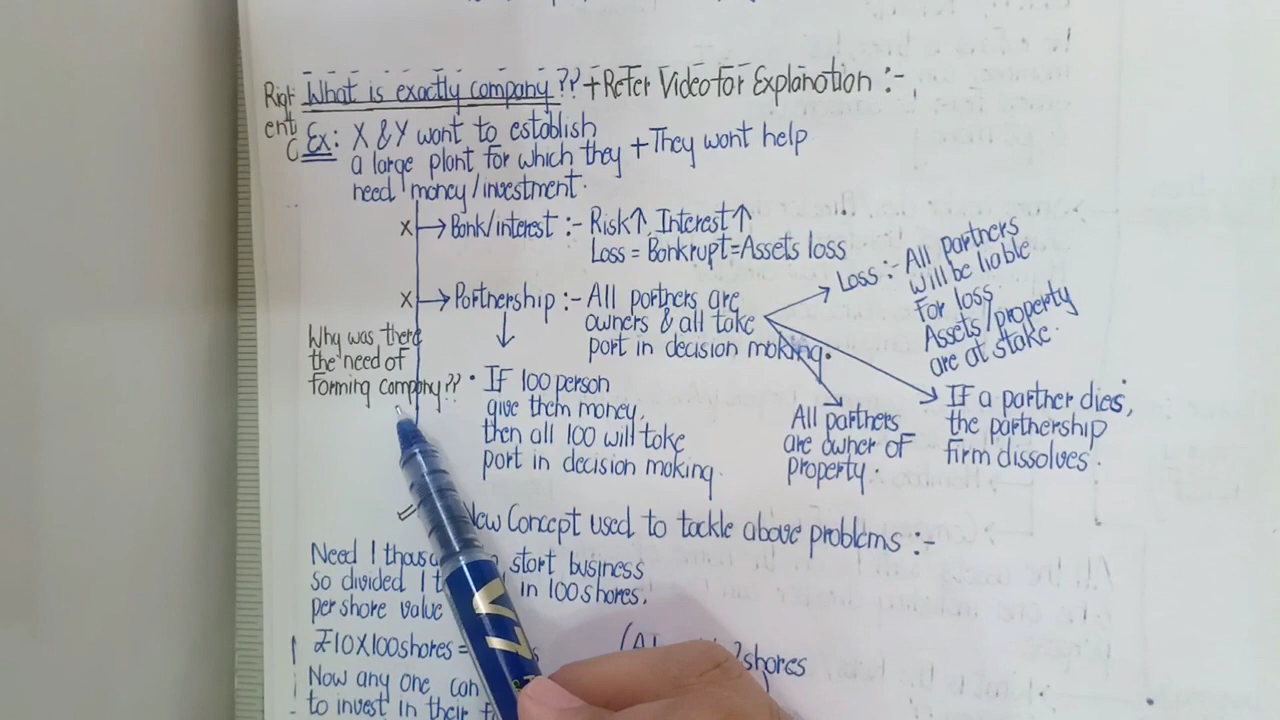 What is exactly company ?? + Refer Video for Explanation :-
Right
ent
Ex: X & Y want to establish
a large plant for which they
need money/investment.
+ They want help
X → Bank/interest :- Risk↑ Interest↑
Loss = Bankrupt = Assets loss
X → Partnership :- All partners are
owners & all take
part in decision making.
Loss :- All partners
will be liable
for loss
Assets/property
are at stake.
If a partner dies,
the partnership
firm dissolves.
All partners
are owner of
property.
Why was there
the need of
forming company??
• If 100 person
give them money,
then all 100 will take
part in decision making.
✓ New Concept used to tackle above problems :-
Need 1 start business
so divided 1 in 100 shares.
per share value
₹10X100shares =
shares
Now any one can
to invest in their
V7